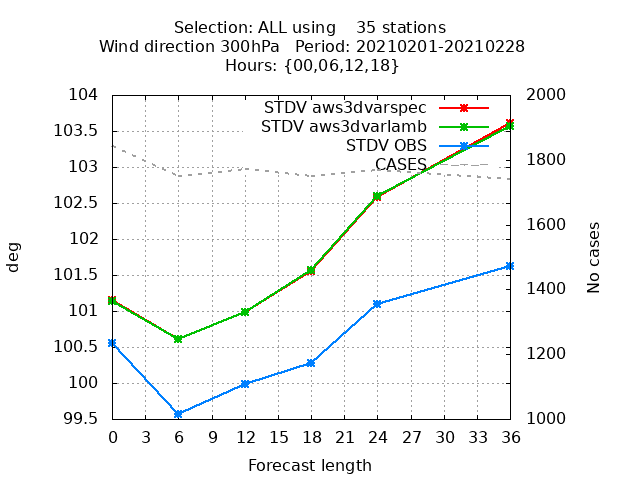 Selection: ALL using    35 stations
Wind direction 300hPa   Period: 20210201-20210228
Hours: {00,06,12,18}
STDV aws3dvarspec
STDV aws3dvarlamb
STDV OBS
CASES
104
103.5
103
102.5
102
101.5
101
100.5
100
99.5
deg
2000
1800
1600
1400
1200
1000
No cases
0 3 6 9 12 15 18 21 24 27 30 33 36
Forecast length